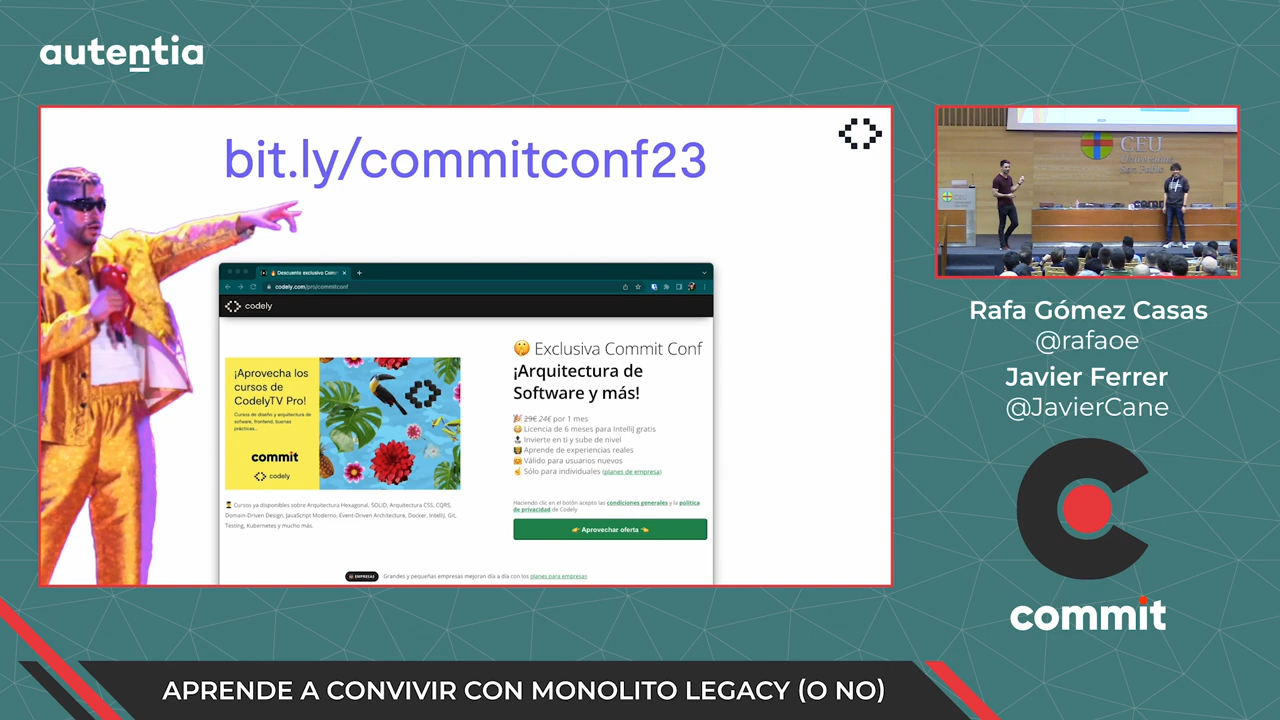 autentia
bit.ly/commitconf23
🔥 Descuento exclusivo Com
codely.com/pro/commitconf
codely
¡Aprovecha los
cursos de
CodelyTV Pro!
Cursos de diseño y arquitectura de
software, frontend, buenas
prácticas...
commit
codely
🤫 Exclusiva Commit Conf
¡Arquitectura de
Software y más!
🎉 29€ 24€ por 1 mes
Licencia de 6 meses para IntelliJ gratis
Invierte en ti y sube de nivel
Aprende de experiencias reales
🤗 Válido para usuarios nuevos
☝️ Sólo para individuales (planes de empresa)
Cursos ya disponibles sobre Arquitectura Hexagonal, SOLID, Arquitectura CSS, CQRS,
Domain-Driven Design, JavaScript Moderno, Event-Driven Architecture, Docker, IntelliJ, Git,
Testing, Kubernetes y mucho más.
Haciendo clic en el botón acepto las condiciones generales y la política
de privacidad de Codely
👉 Aprovechar oferta 👈
EMPRESAS Grandes y pequeñas empresas mejoran día a día con los planes para empresas
CEU
Universidad
San Pablo
Rafa Gómez Casas
@rafaoe
Javier Ferrer
@JavierCane
commit
APRENDE A CONVIVIR CON MONOLITO LEGACY (O NO)